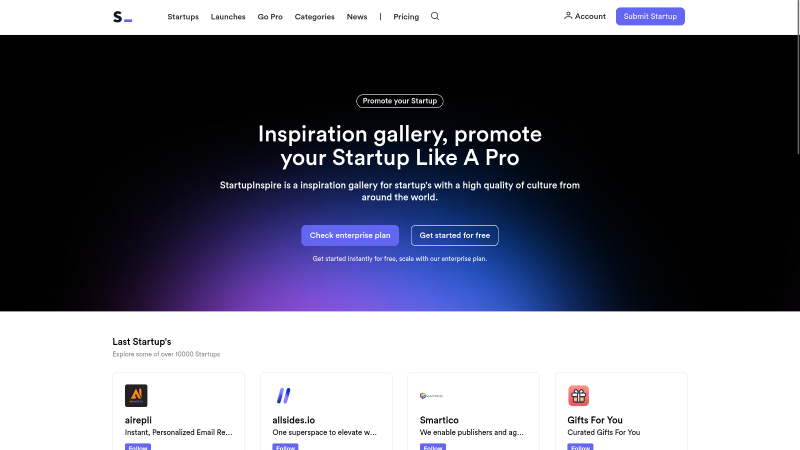 S_
Startups Launches Go Pro Categories News | Pricing Account Submit Startup
Promote your Startup
Inspiration gallery, promote
your Startup Like A Pro
StartupInspire is a inspiration gallery for startup's with a high quality of culture from
around the world.
Check enterprise plan Get started for free
Get started instantly for free, scale with our enterprise plan.
Last Startup's
Explore some of over 10000 Startups
airepli allsides.io Smartico Gifts For You
Instant, Personalized Email Re... One superspace to elevate w... We enable publishers and ag... Curated Gifts For You
Follow Follow Follow Follow